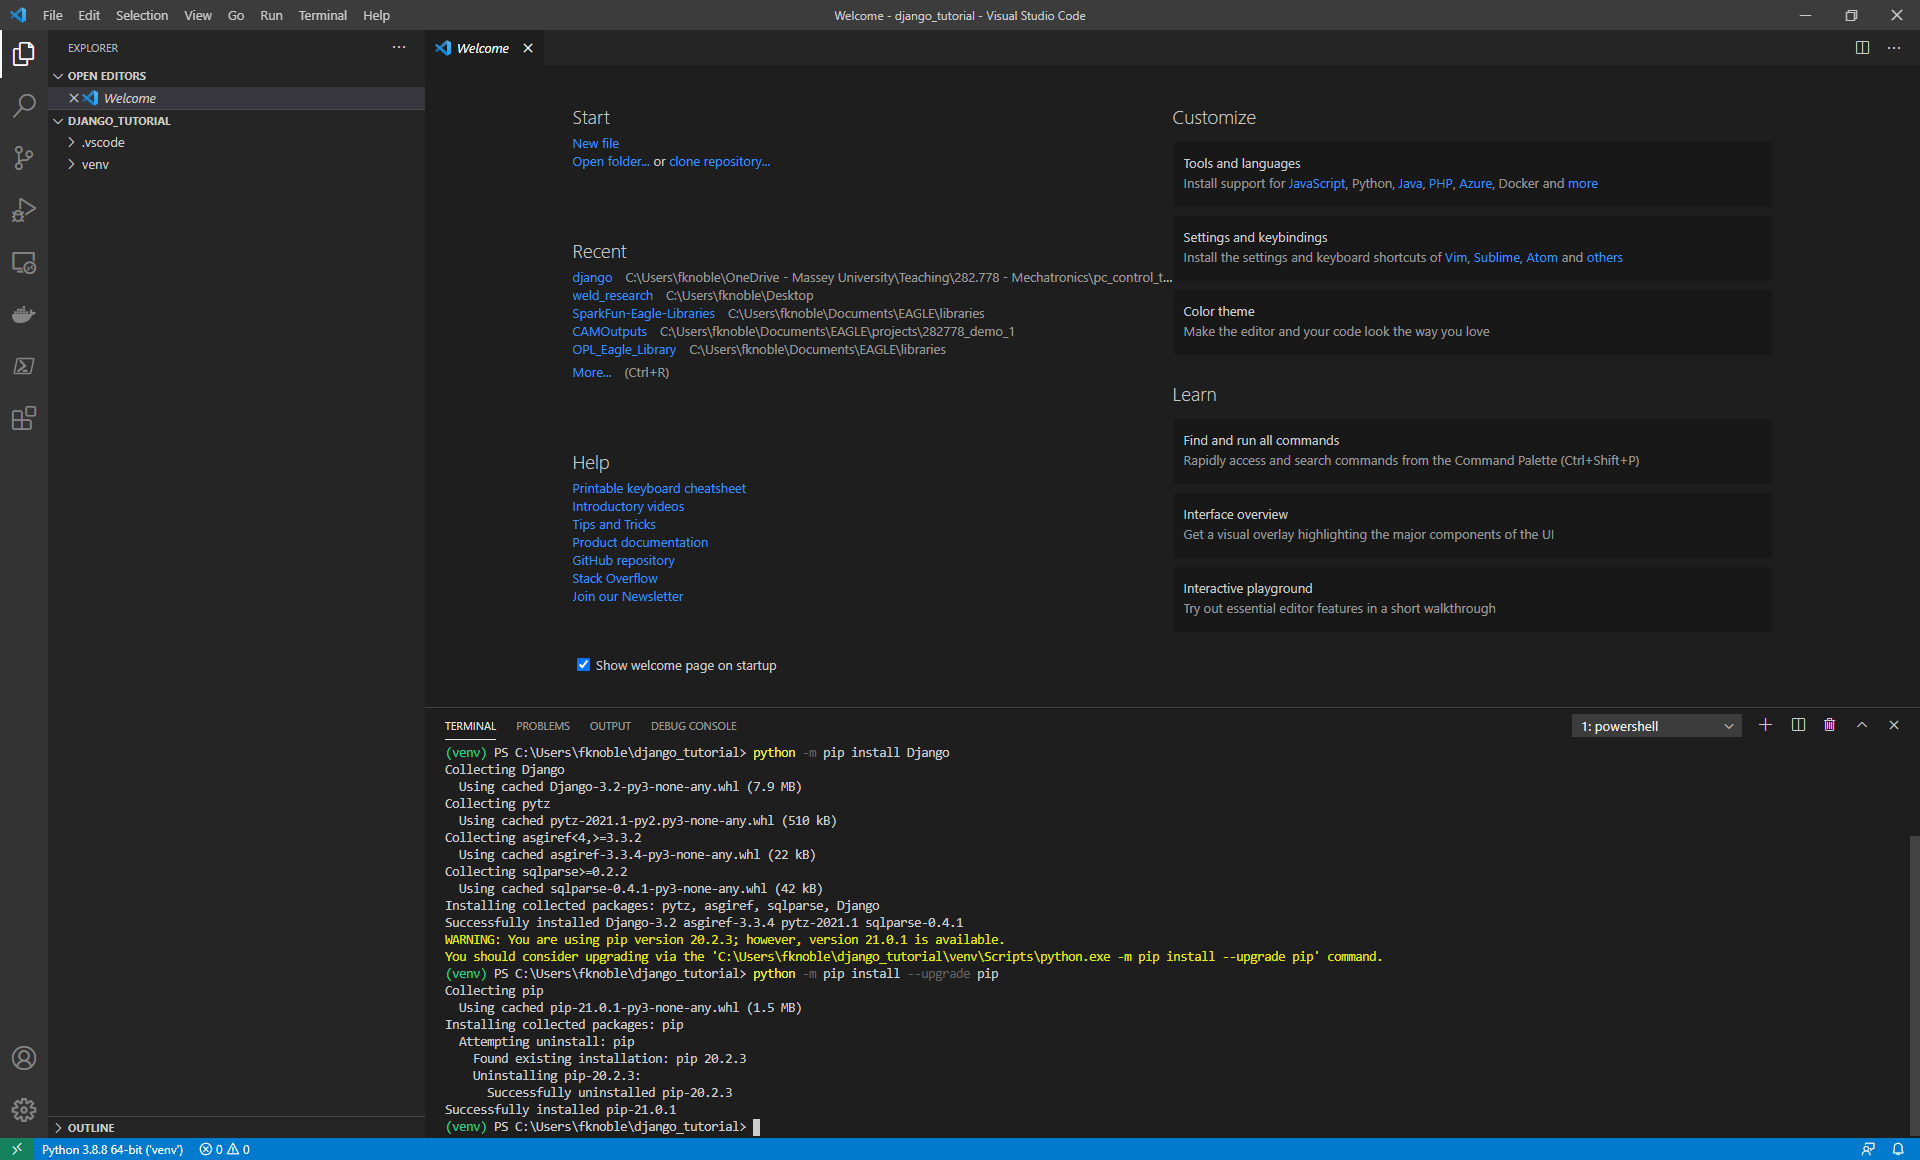 File Edit Selection View Go Run Terminal Help
Welcome - django_tutorial - Visual Studio Code
EXPLORER
OPEN EDITORS
Welcome
DJANGO_TUTORIAL
.vscode
venv
OUTLINE
Welcome
Start
New file
Open folder... or clone repository...
Recent
django C:\Users\fknoble\OneDrive - Massey University\Teaching\282.778 - Mechatronics\pc_control_t...
weld_research C:\Users\fknoble\Desktop
SparkFun-Eagle-Libraries C:\Users\fknoble\Documents\EAGLE\libraries
CAMOutputs C:\Users\fknoble\Documents\EAGLE\projects\282778_demo_1
OPL_Eagle_Library C:\Users\fknoble\Documents\EAGLE\libraries
More... (Ctrl+R)
Help
Printable keyboard cheatsheet
Introductory videos
Tips and Tricks
Product documentation
GitHub repository
Stack Overflow
Join our Newsletter
Show welcome page on startup
Customize
Tools and languages
Install support for JavaScript, Python, Java, PHP, Azure, Docker and more
Settings and keybindings
Install the settings and keyboard shortcuts of Vim, Sublime, Atom and others
Color theme
Make the editor and your code look the way you love
Learn
Find and run all commands
Rapidly access and search commands from the Command Palette (Ctrl+Shift+P)
Interface overview
Get a visual overlay highlighting the major components of the UI
Interactive playground
Try out essential editor features in a short walkthrough
TERMINAL PROBLEMS OUTPUT DEBUG CONSOLE
1: powershell
(venv) PS C:\Users\fknoble\django_tutorial> python -m pip install Django
Collecting Django
Using cached Django-3.2-py3-none-any.whl (7.9 MB)
Collecting pytz
Using cached pytz-2021.1-py2.py3-none-any.whl (510 kB)
Collecting asgiref<4,>=3.3.2
Using cached asgiref-3.3.4-py3-none-any.whl (22 kB)
Collecting sqlparse>=0.2.2
Using cached sqlparse-0.4.1-py3-none-any.whl (42 kB)
Installing collected packages: pytz, asgiref, sqlparse, Django
Successfully installed Django-3.2 asgiref-3.3.4 pytz-2021.1 sqlparse-0.4.1
WARNING: You are using pip version 20.2.3; however, version 21.0.1 is available.
You should consider upgrading via the 'C:\Users\fknoble\django_tutorial\venv\Scripts\python.exe -m pip install --upgrade pip' command.
(venv) PS C:\Users\fknoble\django_tutorial> python -m pip install --upgrade pip
Collecting pip
Using cached pip-21.0.1-py3-none-any.whl (1.5 MB)
Installing collected packages: pip
Attempting uninstall: pip
Found existing installation: pip 20.2.3
Uninstalling pip-20.2.3:
Successfully uninstalled pip-20.2.3
Successfully installed pip-21.0.1
(venv) PS C:\Users\fknoble\django_tutorial>
Python 3.8.8 64-bit ('venv') 0 0